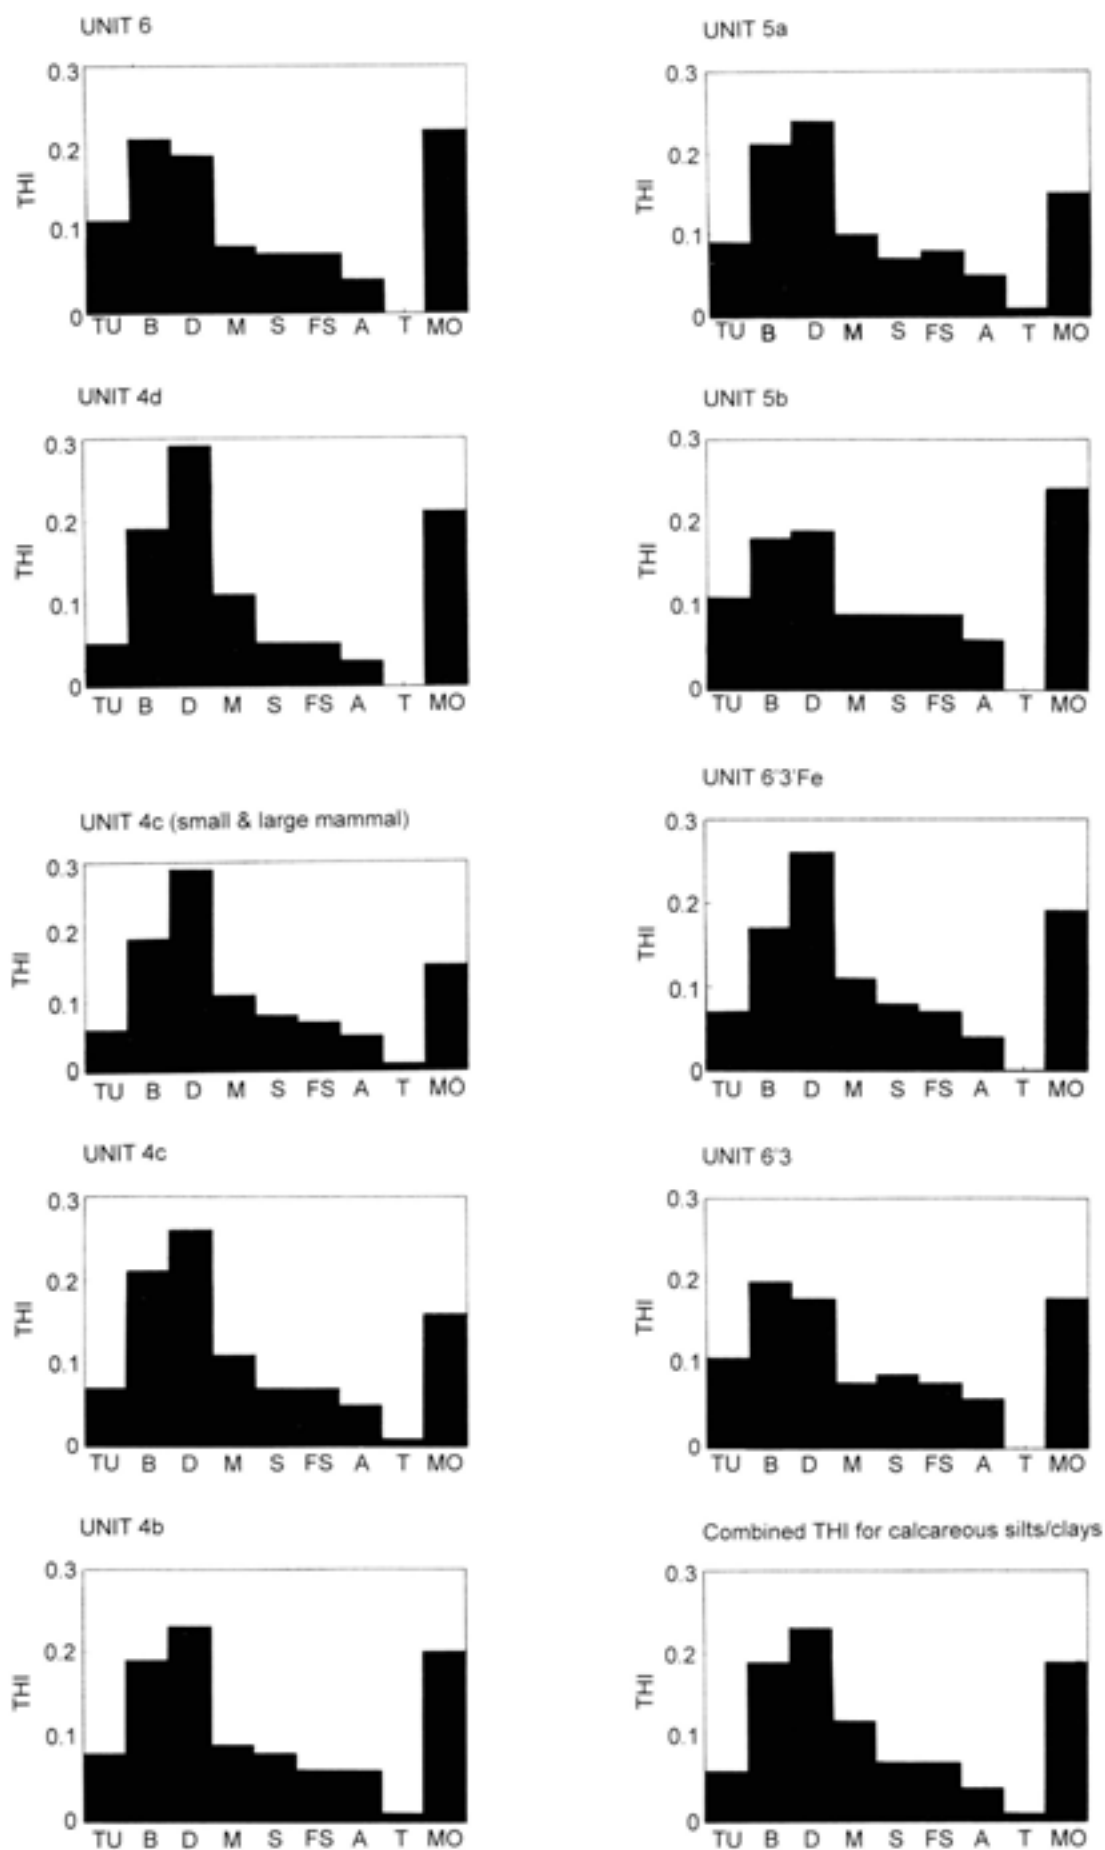 UNIT 6
0.3
0.2
0.1
0
THI
TU B D M S FS A T MO
UNIT 5a
0.3
0.2
0.1
0
THI
TU B D M S FS A T MO
UNIT 4d
0.3
0.2
0.1
0
THI
TU B D M S FS A T MO
UNIT 5b
0.3
0.2
0.1
0
THI
TU B D M S FS A T MO
UNIT 4c (small & large mammal)
0.3
0.2
0.1
0
THI
TU B D M S FS A T MO
UNIT 6'3'Fe
0.3
0.2
0.1
0
THI
TU B D M S FS A T MO
UNIT 4c
0.3
0.2
0.1
0
THI
TU B D M S FS A T MO
UNIT 6'3
0.3
0.2
0.1
0
THI
TU B D M S FS A T MO
UNIT 4b
0.3
0.2
0.1
0
THI
TU B D M S FS A T MO
Combined THI for calcareous silts/clays
0.3
0.2
0.1
0
THI
TU B D M S FS A T MO